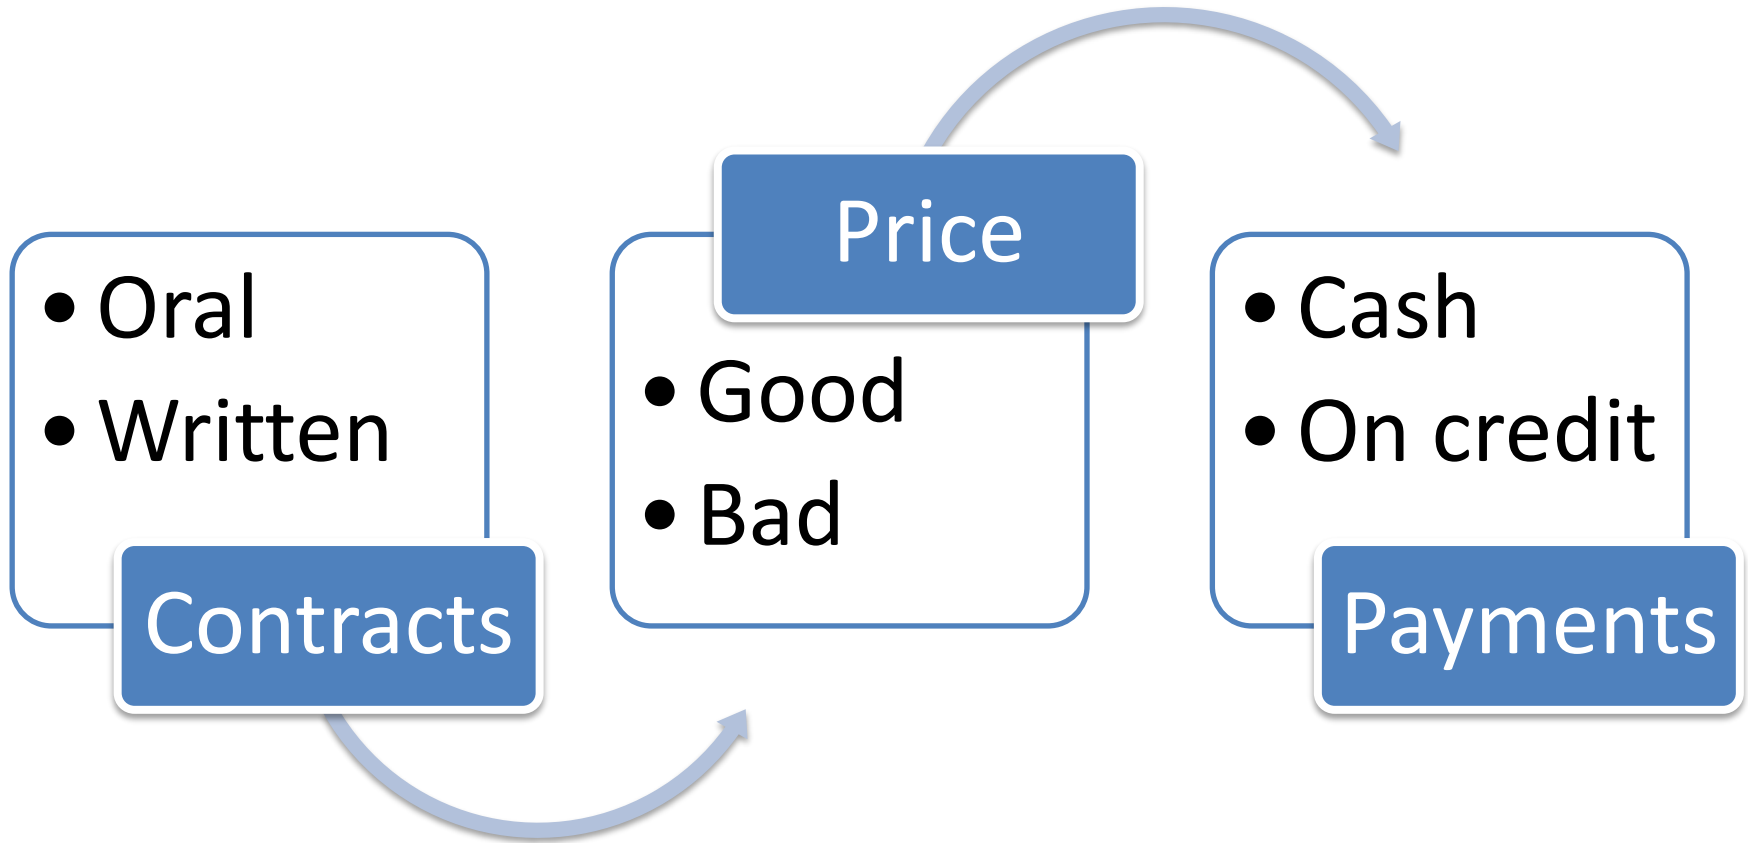 • Oral
• Written
Contracts
Price
• Good
• Bad
• Cash
• On credit
Payments